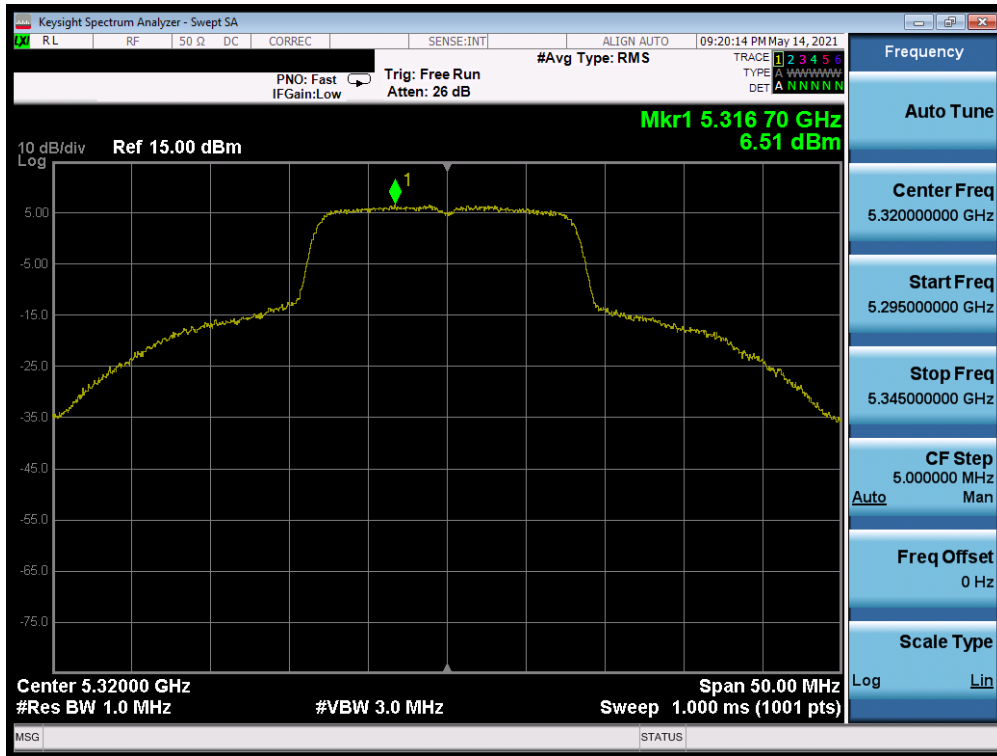 Keysight Spectrum Analyzer - Swept SA
LXI RL RF 50 Ω DC CORREC SENSE:INT ALIGN AUTO 09:20:14 PM May 14, 2021
PNO: Fast
IFGain:Low
Trig: Free Run
Atten: 26 dB
#Avg Type: RMS
TRACE 1 2 3 4 5 6
TYPE A WWWWW
DET A N N N N N
Mkr1 5.316 70 GHz
6.51 dBm
10 dB/div Ref 15.00 dBm
Log
1
5.00
-5.00
-15.0
-25.0
-35.0
-45.0
-55.0
-65.0
-75.0
Center 5.32000 GHz Span 50.00 MHz
#Res BW 1.0 MHz #VBW 3.0 MHz Sweep 1.000 ms (1001 pts)
MSG STATUS
Frequency
Auto Tune
Center Freq
5.320000000 GHz
Start Freq
5.295000000 GHz
Stop Freq
5.345000000 GHz
CF Step
5.000000 MHz
Auto Man
Freq Offset
0 Hz
Scale Type
Log Lin